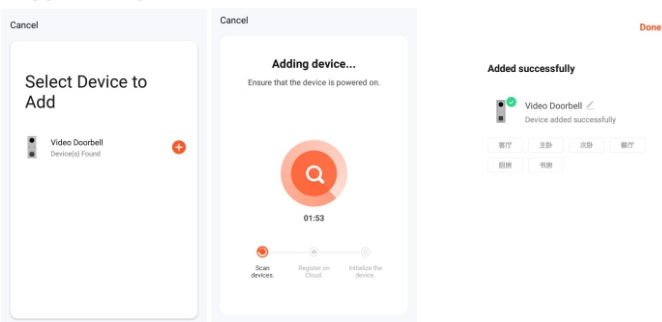 Cancel
Select Device to
Add
Video Doorbell
Device(s) Found
Cancel
Adding device...
Ensure that the device is powered on.
01:53
Scan
devices.
Register on
Cloud.
Initialize the
device.
Done
Added successfully
Video Doorbell
Device added successfully
客厅 主卧 次卧 餐厅
厨房 书房